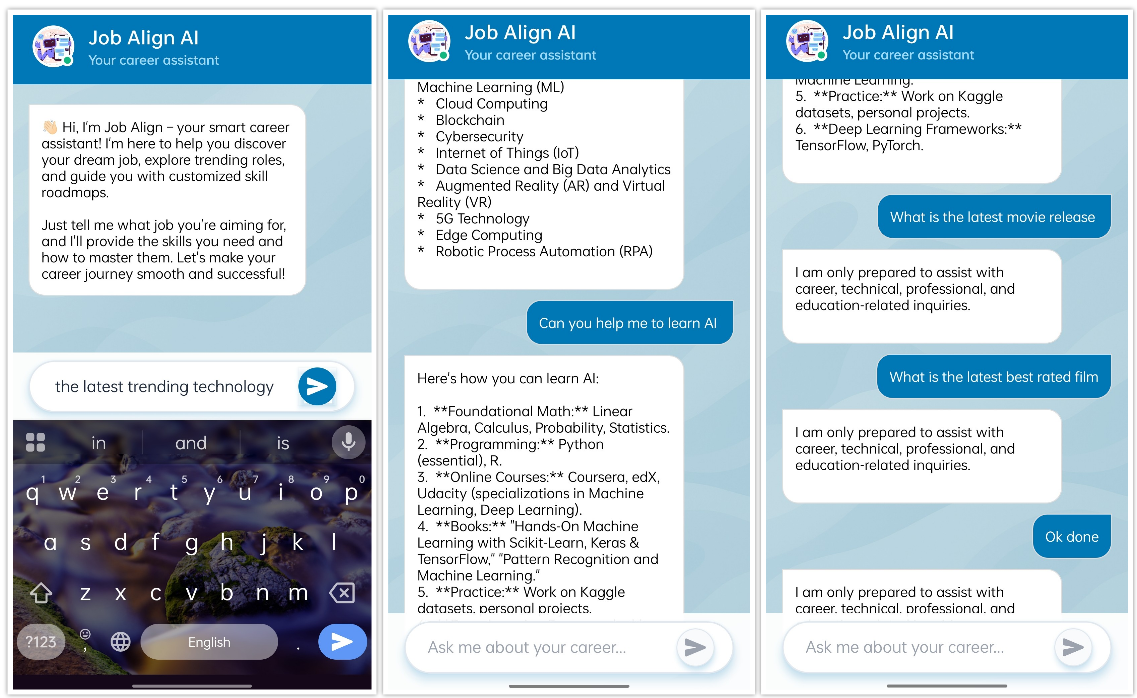 Job Align AI
Your career assistant
👋🏻 Hi, I'm Job Align – your smart career
assistant! I'm here to help you discover
your dream job, explore trending roles,
and guide you with customized skill
roadmaps.
Just tell me what job you're aiming for,
and I'll provide the skills you need and
how to master them. Let's make your
career journey smooth and successful!
the latest trending technology
in and is
1 2 3 4 5 6 7 8 9 0
q w e r t y u i o p
a s d f g h j k l
z x c v b n m
?123 , English .
Job Align AI
Your career assistant
Machine Learning (ML)
* Cloud Computing
* Blockchain
* Cybersecurity
* Internet of Things (IoT)
* Data Science and Big Data Analytics
* Augmented Reality (AR) and Virtual
Reality (VR)
* 5G Technology
* Edge Computing
* Robotic Process Automation (RPA)
Can you help me to learn AI
Here's how you can learn AI:
1. **Foundational Math:** Linear
Algebra, Calculus, Probability, Statistics.
2. **Programming:** Python
(essential), R.
3. **Online Courses:** Coursera, edX,
Udacity (specializations in Machine
Learning, Deep Learning).
4. **Books:** "Hands-On Machine
Learning with Scikit-Learn, Keras &
TensorFlow," "Pattern Recognition and
Machine Learning."
5. **Practice:** Work on Kaggle
datasets, personal projects.
Ask me about your career...
Job Align AI
Your career assistant
Machine Learning."
5. **Practice:** Work on Kaggle
datasets, personal projects.
6. **Deep Learning Frameworks:**
TensorFlow, PyTorch.
What is the latest movie release
I am only prepared to assist with
career, technical, professional, and
education-related inquiries.
What is the latest best rated film
I am only prepared to assist with
career, technical, professional, and
education-related inquiries.
Ok done
I am only prepared to assist with
career, technical, professional, and
Ask me about your career...